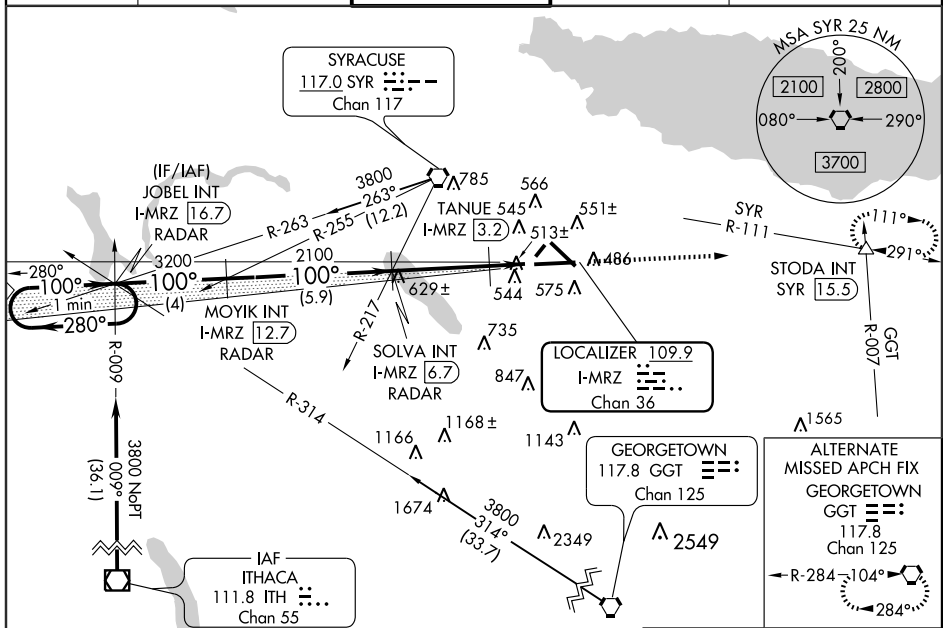 SYRACUSE
117.0 SYR
Chan 117
MSA SYR 25 NM
200°
2100
2800
080°
290°
3700
(IF/IAF)
JOBEL INT
I-MRZ 16.7
RADAR
3800
263°
(12.2)
R-263
R-255
785
566
TANUE
I-MRZ 3.2
545
551±
513±
486
SYR
R-111
111°
291°
STODA INT
SYR 15.5
280°
3200
2100
100°
100°
100°
1 min
280°
(4)
(5.9)
629±
544
575
MOYIK INT
I-MRZ 12.7
RADAR
R-217
SOLVA INT
I-MRZ 6.7
RADAR
735
847
LOCALIZER 109.9
I-MRZ
Chan 36
GGT
R-007
R-009
R-314
3800 NoPT
009°
(36.1)
1168±
1166
1143
1565
1674
3800
314°
(33.7)
2349
2549
GEORGETOWN
117.8 GGT
Chan 125
IAF
ITHACA
111.8 ITH
Chan 55
ALTERNATE
MISSED APCH FIX
GEORGETOWN
GGT
117.8
Chan 125
R-284
104°
284°